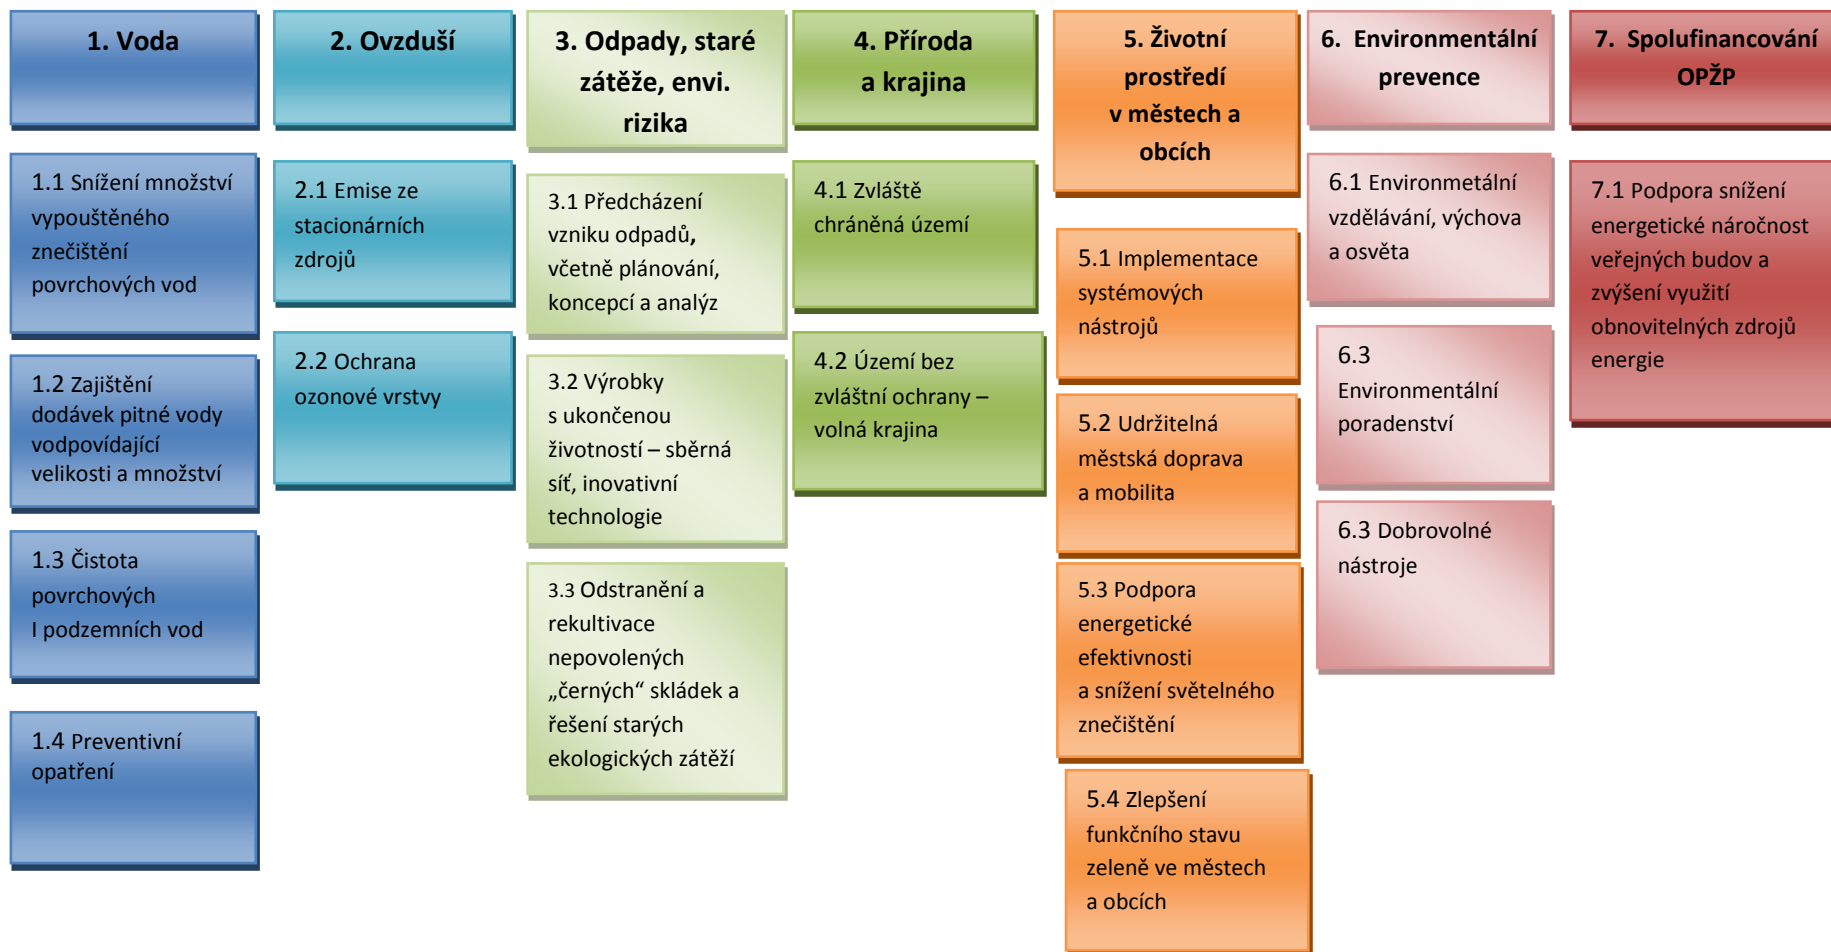 1. Voda
1.1 Snížení množství
vypouštěného
znečištění
povrchových vod
1.2 Zajištění
dodávek pitné vody
vodpovídající
velikosti a množství
1.3 Čistota
povrchových
I podzemních vod
1.4 Preventivní
opatření
2. Ovzduší
2.1 Emise ze
stacionárních
zdrojů
2.2 Ochrana
ozonové vrstvy
3. Odpady, staré
zátěže, envi.
rizika
3.1 Předcházení
vzniku odpadů,
včetně plánování,
koncepcí a analýz
3.2 Výrobky
s ukončenou
životností – sběrná
síť, inovativní
technologie
3.3 Odstranění a
rekultivace
nepovolených
„černých“ skládek a
řešení starých
ekologických zátěží
4. Příroda
a krajina
4.1 Zvláště
chráněná území
4.2 Území bez
zvláštní ochrany –
volná krajina
5. Životní
prostředí
v městech a
obcích
5.1 Implementace
systémových
nástrojů
5.2 Udržitelná
městská doprava
a mobilita
5.3 Podpora
energetické
efektivnosti
a snížení světelného
znečištění
5.4 Zlepšení
funkčního stavu
zeleně ve městech
a obcích
6. Environmentální
prevence
6.1 Environmetální
vzdělávání, výchova
a osvěta
6.3
Environmentální
poradenství
6.3 Dobrovolné
nástroje
7. Spolufinancování
OPŽP
7.1 Podpora snížení
energetické náročnost
veřejných budov a
zvýšení využití
obnovitelných zdrojů
energie